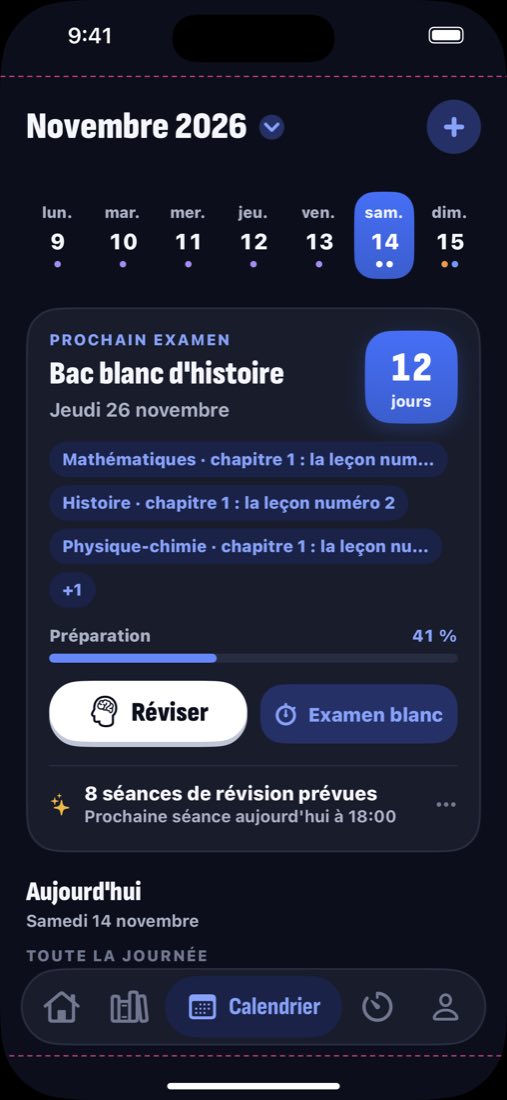 9:41
Novembre 2026
lun. mar. mer. jeu. ven. sam. dim.
9 10 11 12 13 14 15
PROCHAIN EXAMEN
Bac blanc d'histoire
Jeudi 26 novembre
12
jours
Mathématiques · chapitre 1 : la leçon num...
Histoire · chapitre 1 : la leçon numéro 2
Physique-chimie · chapitre 1 : la leçon nu...
+1
Préparation 41 %
Réviser Examen blanc
8 séances de révision prévues
Prochaine séance aujourd'hui à 18:00
Aujourd'hui
Samedi 14 novembre
TOUTE LA JOURNÉE
Calendrier